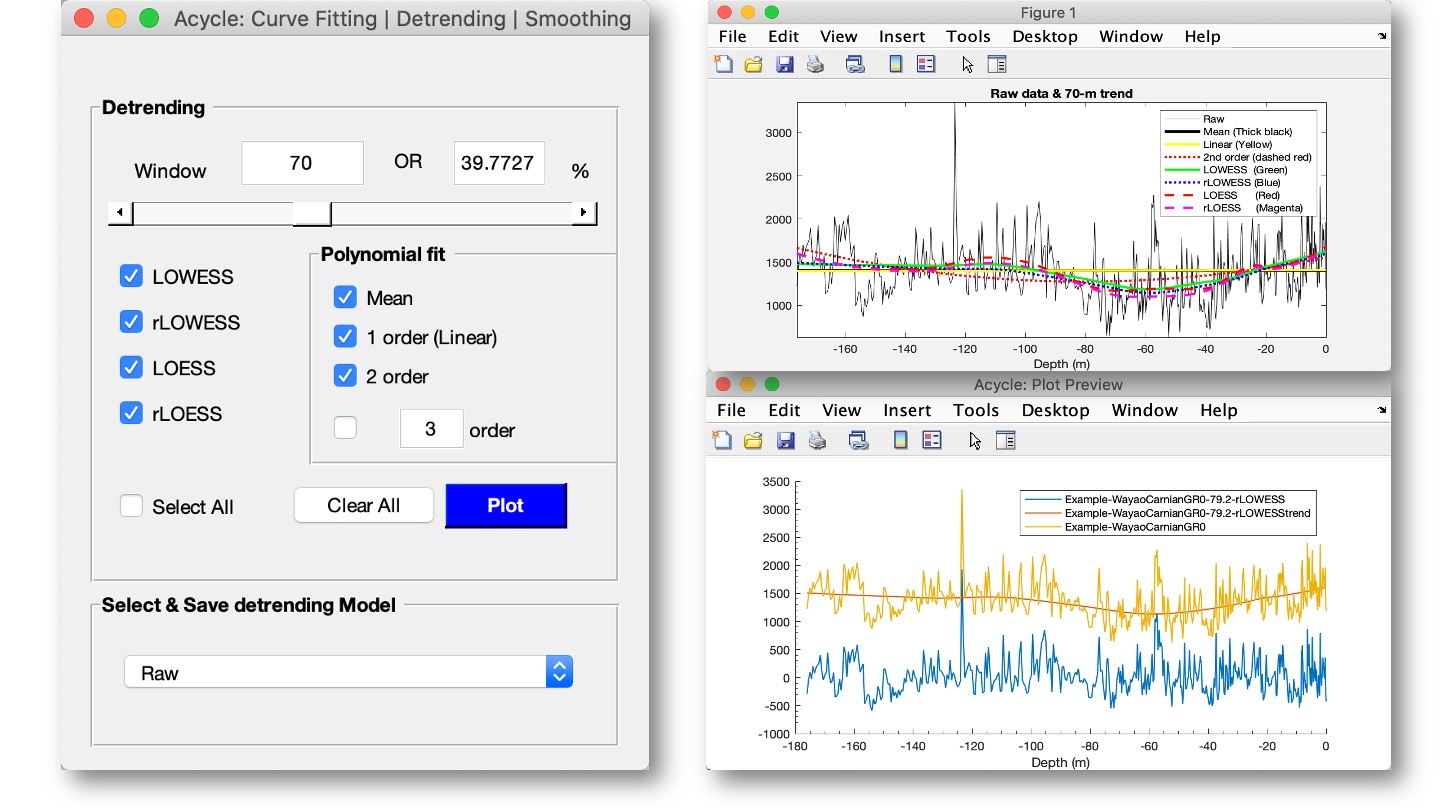 Acycle: Curve Fitting | Detrending | Smoothing
Detrending
Window 70 OR 39.7727 %
LOWESS
rLOWESS
LOESS
rLOESS
Polynomial fit
Mean
1 order (Linear)
2 order
3 order
Select All Clear All Plot
Select & Save detrending Model
Raw
Figure 1
File Edit View Insert Tools Desktop Window Help
Raw data & 70-m trend
3000
2500
2000
1500
1000
Raw
Mean (Thick black)
Linear (Yellow)
2nd order (dashed red)
LOWESS (Green)
rLOWESS (Blue)
LOESS (Red)
rLOESS (Magenta)
-160 -140 -120 -100 -80 -60 -40 -20 0
Depth (m)
Acycle: Plot Preview
File Edit View Insert Tools Desktop Window Help
3500
3000
2500
2000
1500
1000
500
0
-500
-1000
Example-WayaoCarnianGR0-79.2-rLOWESS
Example-WayaoCarnianGR0-79.2-rLOWESStrend
Example-WayaoCarnianGR0
-180 -160 -140 -120 -100 -80 -60 -40 -20 0
Depth (m)